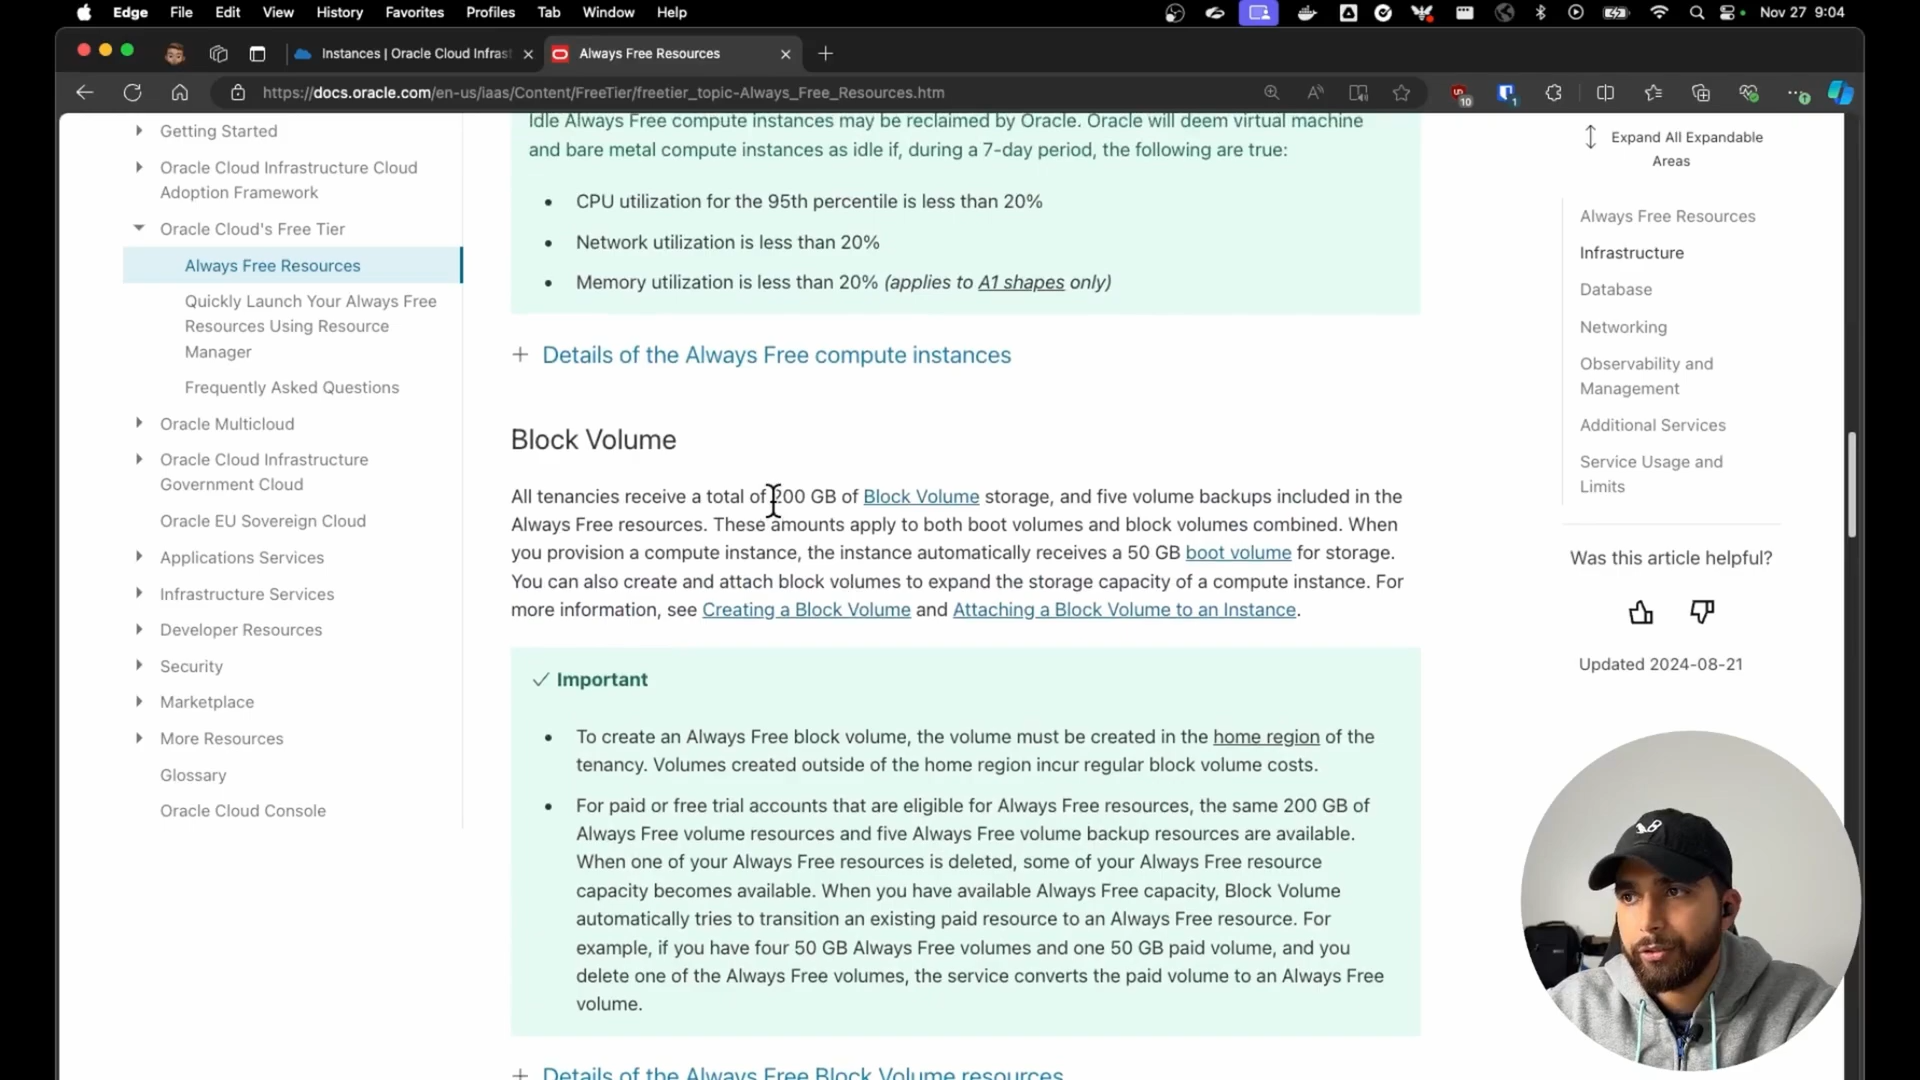 Edge File Edit View History Favorites Profiles Tab Window Help Nov 27 9:04
Instances | Oracle Cloud Infrast
Always Free Resources
https://docs.oracle.com/en-us/iaas/Content/FreeTier/freetier_topic-Always_Free_Resources.htm
10
1
Getting Started
Oracle Cloud Infrastructure Cloud
Adoption Framework
Oracle Cloud's Free Tier
Always Free Resources
Quickly Launch Your Always Free
Resources Using Resource
Manager
Frequently Asked Questions
Oracle Multicloud
Oracle Cloud Infrastructure
Government Cloud
Oracle EU Sovereign Cloud
Applications Services
Infrastructure Services
Developer Resources
Security
Marketplace
More Resources
Glossary
Oracle Cloud Console
Idle Always Free compute instances may be reclaimed by Oracle. Oracle will deem virtual machine
and bare metal compute instances as idle if, during a 7-day period, the following are true:
• CPU utilization for the 95th percentile is less than 20%
• Network utilization is less than 20%
• Memory utilization is less than 20% (applies to A1 shapes only)
+ Details of the Always Free compute instances
Block Volume
All tenancies receive a total of 200 GB of Block Volume storage, and five volume backups included in the
Always Free resources. These amounts apply to both boot volumes and block volumes combined. When
you provision a compute instance, the instance automatically receives a 50 GB boot volume for storage.
You can also create and attach block volumes to expand the storage capacity of a compute instance. For
more information, see Creating a Block Volume and Attaching a Block Volume to an Instance.
Important
• To create an Always Free block volume, the volume must be created in the home region of the
tenancy. Volumes created outside of the home region incur regular block volume costs.
• For paid or free trial accounts that are eligible for Always Free resources, the same 200 GB of
Always Free volume resources and five Always Free volume backup resources are available.
When one of your Always Free resources is deleted, some of your Always Free resource
capacity becomes available. When you have available Always Free capacity, Block Volume
automatically tries to transition an existing paid resource to an Always Free resource. For
example, if you have four 50 GB Always Free volumes and one 50 GB paid volume, and you
delete one of the Always Free volumes, the service converts the paid volume to an Always Free
volume.
+ Details of the Always Free Block Volume resources
Expand All Expandable
Areas
Always Free Resources
Infrastructure
Database
Networking
Observability and
Management
Additional Services
Service Usage and
Limits
Was this article helpful?
Updated 2024-08-21